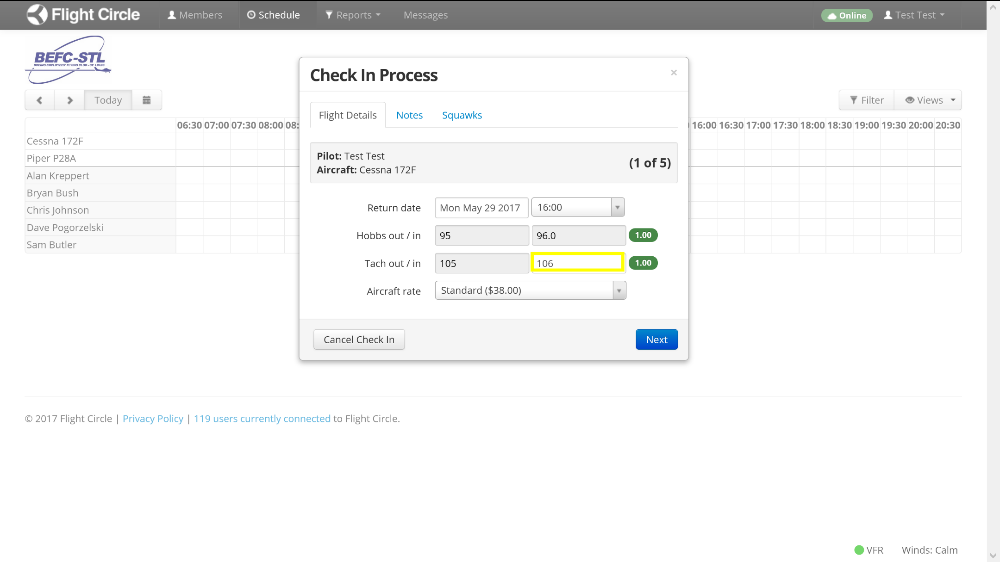 Flight Circle Members Schedule Reports Messages Online Test Test
BEFC-STL
BOEING EMPLOYEES' FLYING CLUB - ST. LOUIS
Today Filter Views
06:30 07:00 07:30 08:00 08: 16:00 16:30 17:00 17:30 18:00 18:30 19:00 19:30 20:00 20:30
Cessna 172F
Piper P28A
Alan Kreppert
Bryan Bush
Chris Johnson
Dave Pogorzelski
Sam Butler
Check In Process ×
Flight Details Notes Squawks
Pilot: Test Test
Aircraft: Cessna 172F
(1 of 5)
Return date Mon May 29 2017 16:00
Hobbs out / in 95 96.0 1.00
Tach out / in 105 106 1.00
Aircraft rate Standard ($38.00)
Cancel Check In Next
© 2017 Flight Circle | Privacy Policy | 119 users currently connected to Flight Circle.
VFR Winds: Calm